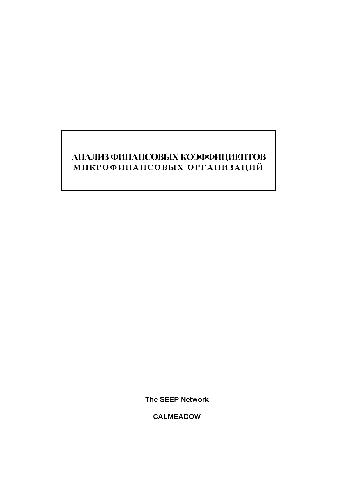 АНАЛИЗ ФИНАНСОВЫХ КОЭФФИЦИЕНТОВ
МИКРОФИНАНСОВЫХ ОРГАНИЗАЦИЙ
The SEEP Network
CALMEADOW